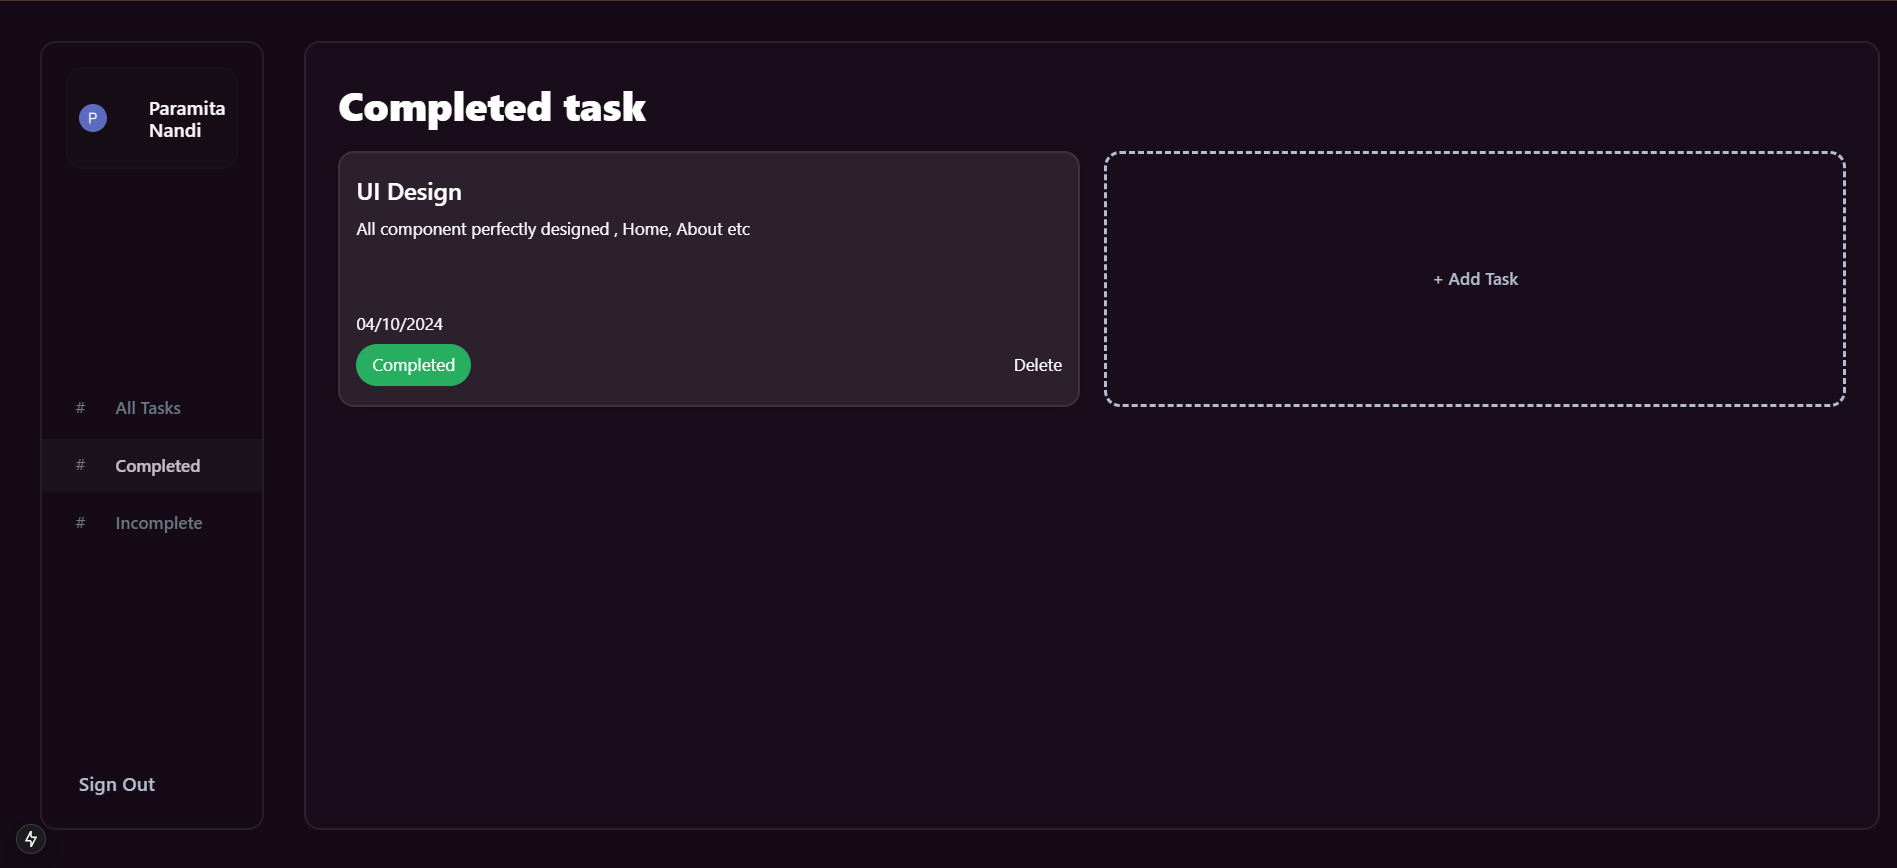 P
Paramita
Nandi
# All Tasks
# Completed
# Incomplete
Sign Out
Completed task
UI Design
All component perfectly designed , Home, About etc
04/10/2024
Completed
Delete
+ Add Task